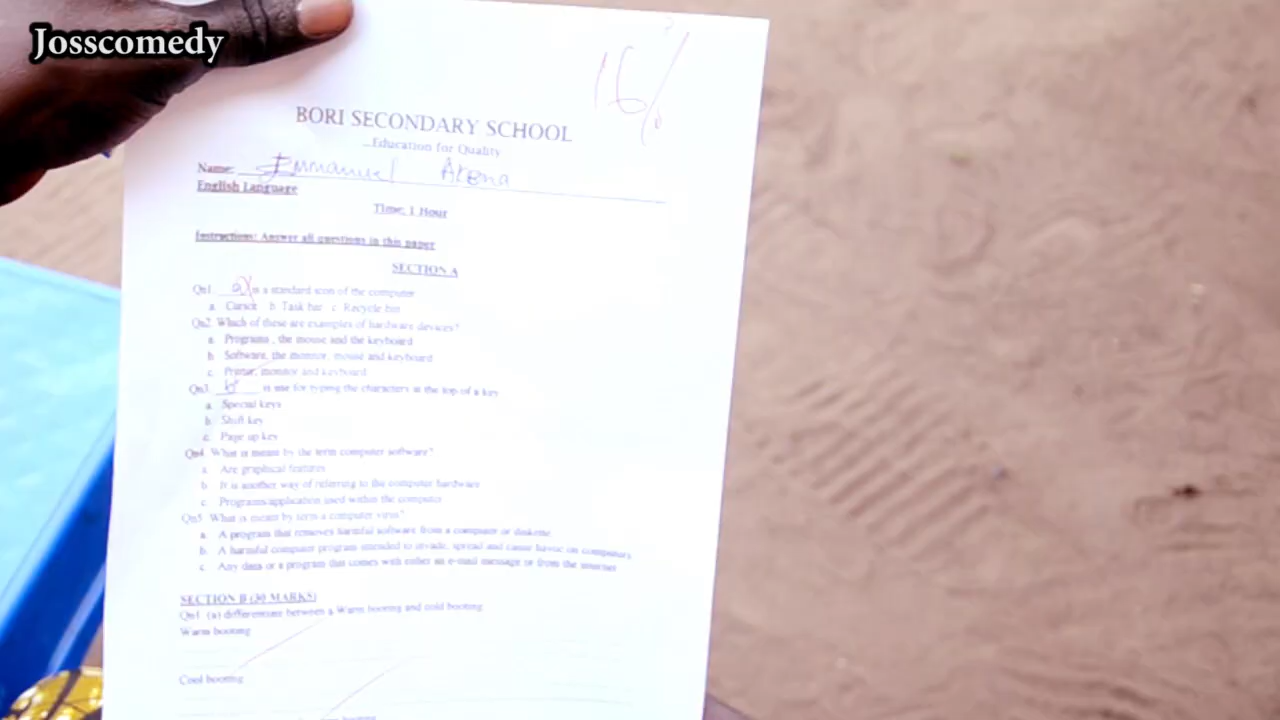 Josscomedy
16%
BORI SECONDARY SCHOOL
...Education for Quality
Name: Emmanuel Akena
English Language
Time: 1 Hour
Instructions: Answer all questions in this paper
SECTION A
Qn1. a) is a standard icon of the computer
a. Cursor b. Task bar c. Recycle bin
Qn2. Which of these are examples of hardware devices?
a. Programs, the mouse and the keyboard
b. Software, the monitor, mouse and keyboard
c. Printer, monitor and keyboard
Qn3. b is use for typing the characters at the top of a key
a. Special keys
b. Shift key
c. Page up key
Qn4. What is meant by the term computer software?
a. Are graphical features
b. It is another way of referring to the computer hardware
c. Programs/application used within the computer
Qn5. What is meant by term a computer virus?
a. A program that removes harmful software from a computer or diskette
b. A harmful computer program intended to invade, spread and cause havoc on computers
c. Any data or a program that comes with either an e-mail message or from the internet
SECTION B (30 MARKS)
Qn1. (a) differentiate between a Warm booting and cold booting
Warm booting
Cool booting
booting